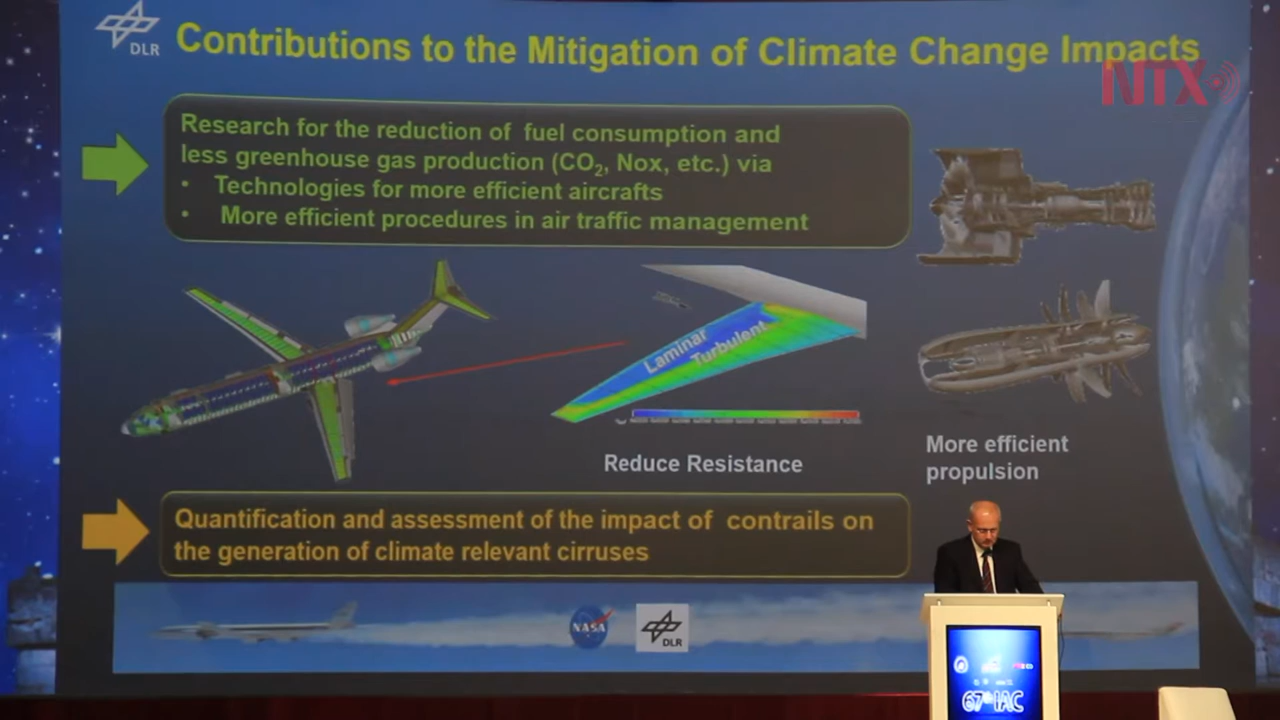 DLR
Contributions to the Mitigation of Climate Change Impacts
NTX
Research for the reduction of fuel consumption and
less greenhouse gas production (CO₂, Nox, etc.) via
• Technologies for more efficient aircrafts
• More efficient procedures in air traffic management
Laminar
Turbulent
Reduce Resistance
More efficient
propulsion
Quantification and assessment of the impact of contrails on
the generation of climate relevant cirruses
NASA
DLR
67th IAC